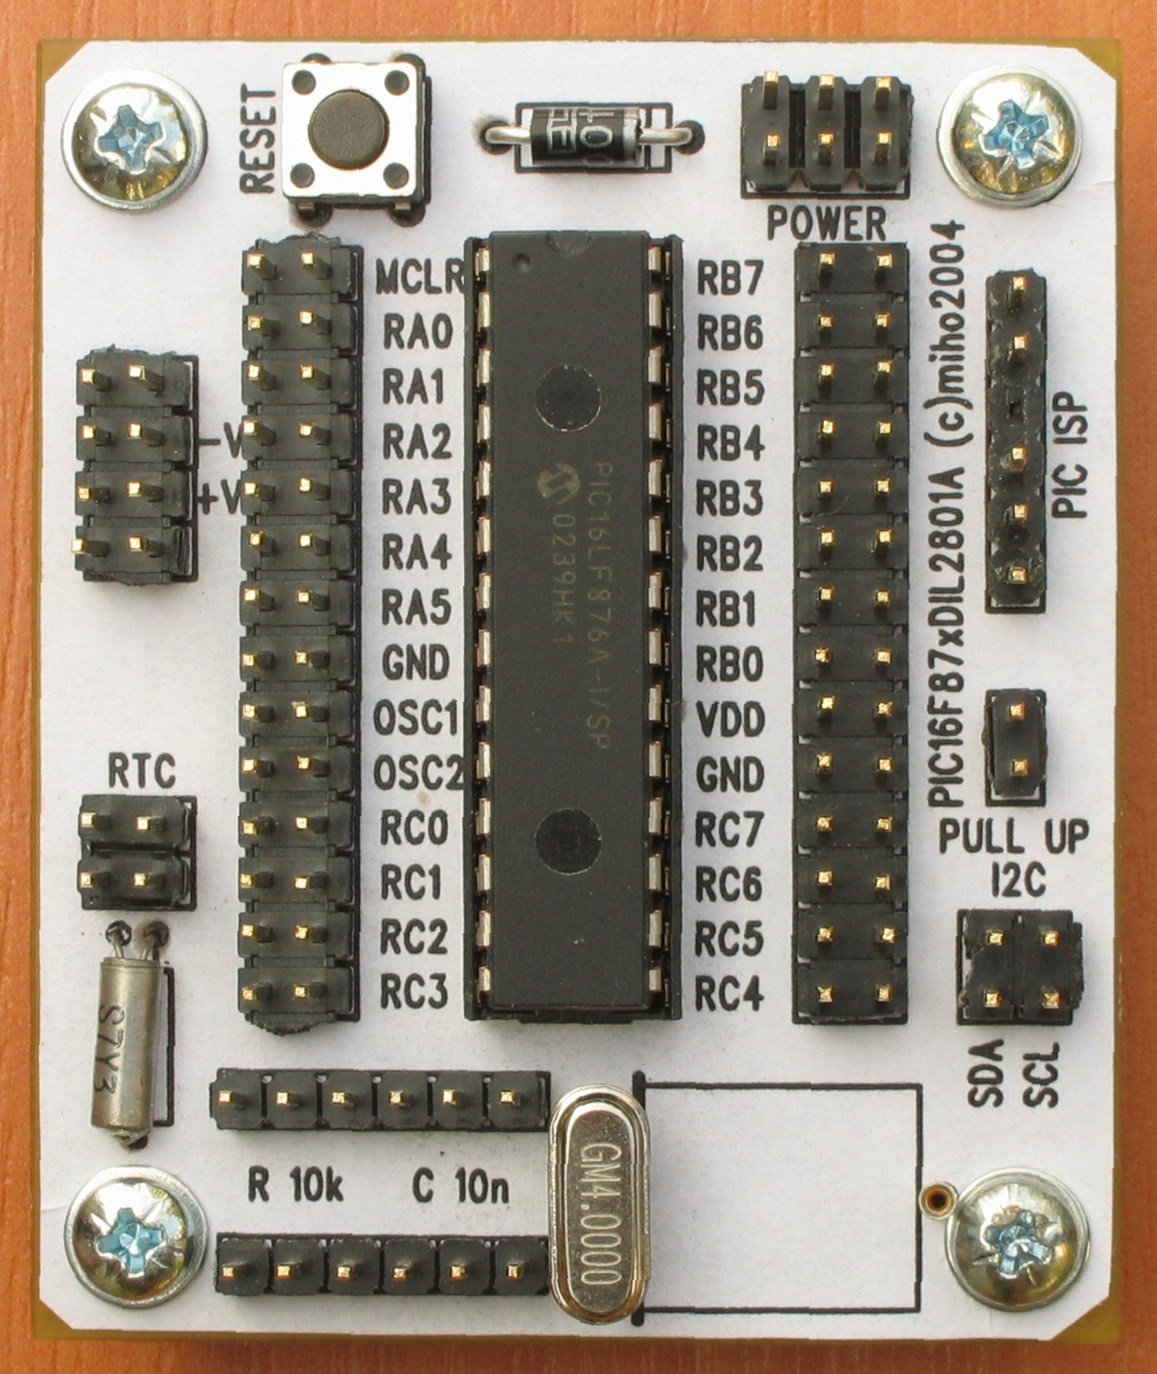 RESET
POWER
MCLR
RA0
RA1
RA2
RA3
RA4
RA5
GND
OSC1
OSC2
RC0
RC1
RC2
RC3
-V
+V
PIC16LF876A-I/SP
0239HK1
RB7
RB6
RB5
RB4
RB3
RB2
RB1
RB0
VDD
GND
RC7
RC6
RC5
RC4
PIC16F87xDIL2801A (c)miho2004
PIC ISP
RTC
PULL UP
I2C
SDA
SCL
S7Y3
R 10k
C 10n
GM4.0000